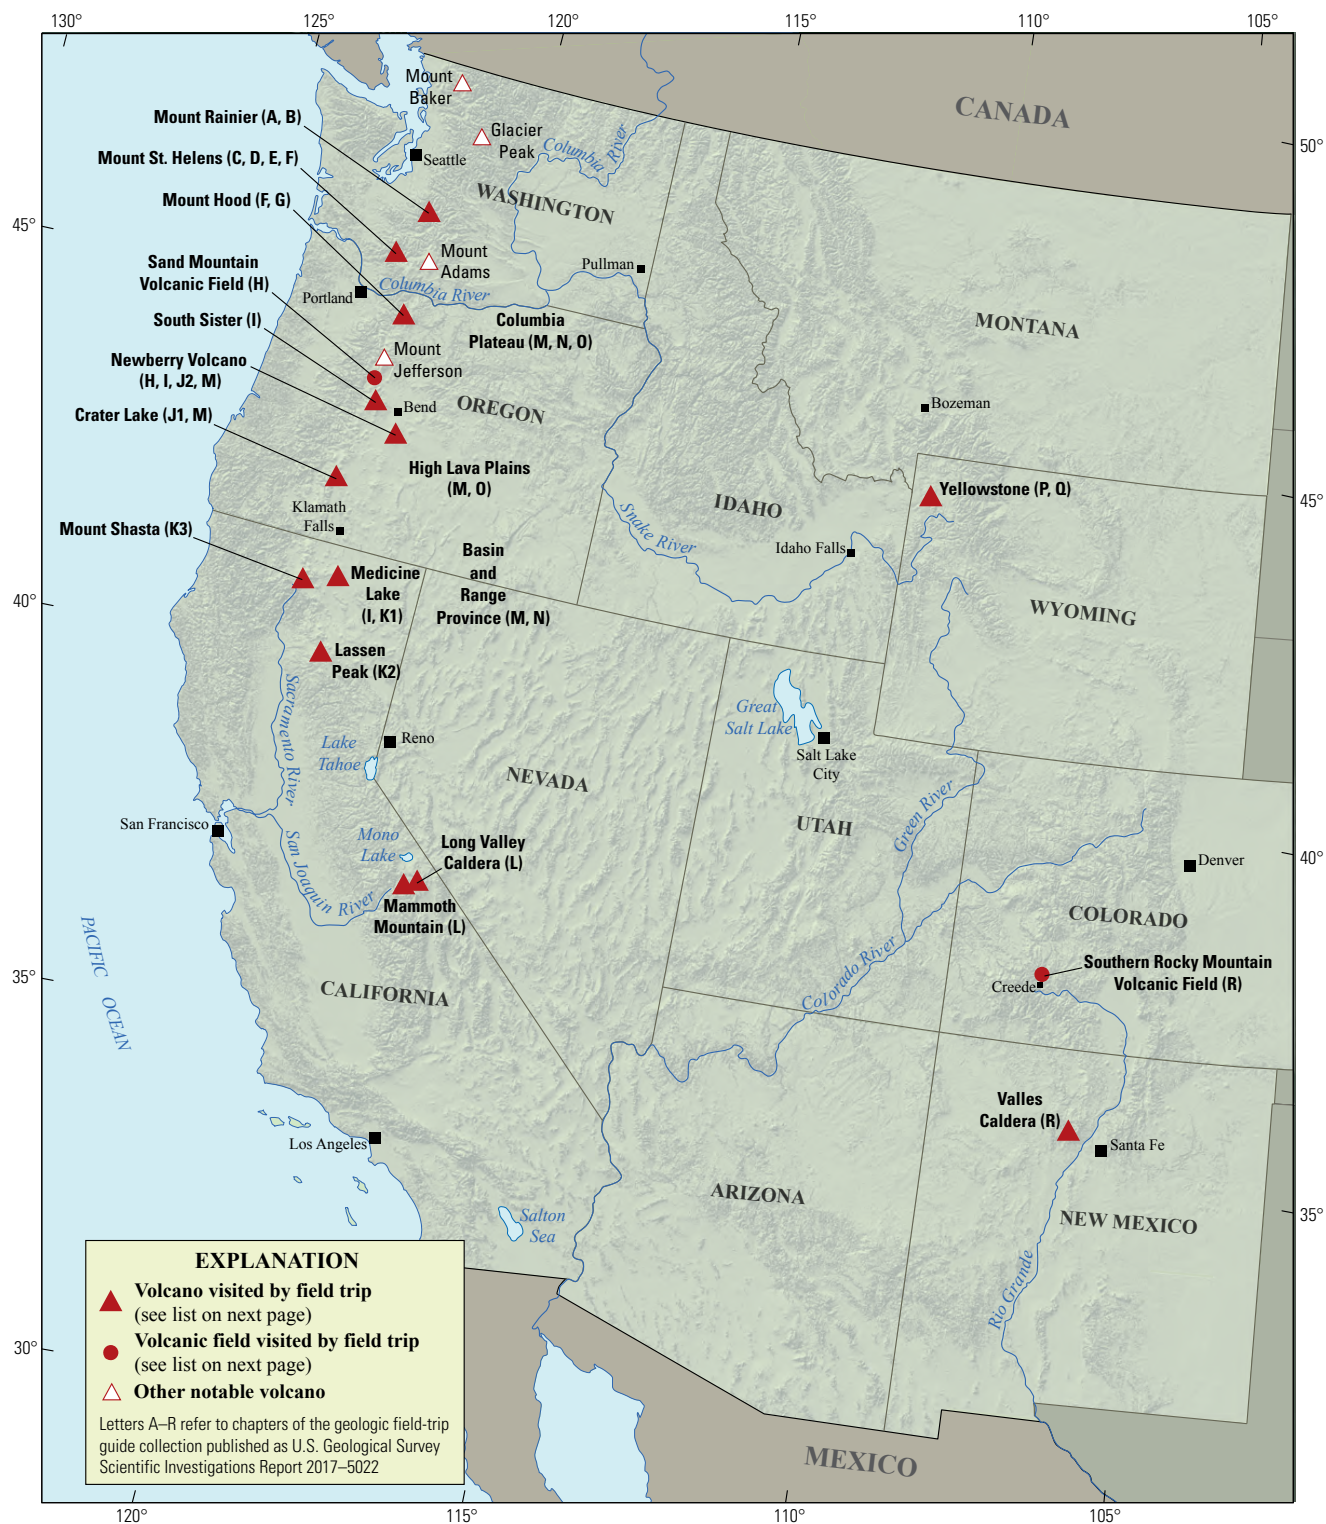 130°
125°
120°
115°
110°
105°
CANADA
50°
Mount
Baker
Mount Rainier (A, B)
Glacier
Peak
Columbia River
Seattle
Mount St. Helens (C, D, E, F)
WASHINGTON
Mount Hood (F, G)
45°
Mount
Adams
Pullman
Sand Mountain
Volcanic Field (H)
Columbia River
Portland
South Sister (I)
Columbia
Plateau (M, N, O)
MONTANA
Mount
Jefferson
Newberry Volcano
(H, I, J2, M)
Bend
OREGON
Bozeman
Crater Lake (J1, M)
High Lava Plains
(M, O)
Yellowstone (P, Q)
45°
IDAHO
Klamath
Falls
Snake River
Mount Shasta (K3)
Idaho Falls
Basin
and
Range
Province (M, N)
Medicine
Lake
(I, K1)
40°
WYOMING
Lassen
Peak (K2)
Sacramento River
Great
Salt Lake
Lake
Tahoe
Reno
Salt Lake
City
NEVADA
Green River
UTAH
San Francisco
San Joaquin River
Mono
Lake
Long Valley
Caldera (L)
Denver
40°
Mammoth
Mountain (L)
COLORADO
PACIFIC OCEAN
35°
Colorado River
Southern Rocky Mountain
Volcanic Field (R)
Creede
CALIFORNIA
Valles
Caldera (R)
Los Angeles
Santa Fe
ARIZONA
35°
NEW MEXICO
Salton
Sea
Rio Grande
30°
EXPLANATION
Volcano visited by field trip
(see list on next page)
Volcanic field visited by field trip
(see list on next page)
Other notable volcano
Letters A–R refer to chapters of the geologic field-trip
guide collection published as U.S. Geological Survey
Scientific Investigations Report 2017–5022
MEXICO
120°
115°
110°
105°